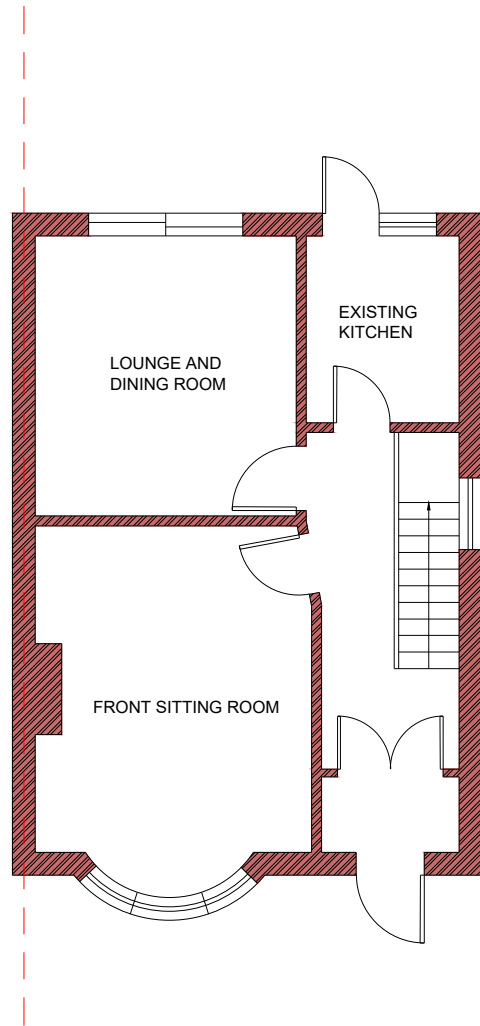 EXISTING
KITCHEN
LOUNGE AND
DINING ROOM
FRONT SITTING ROOM